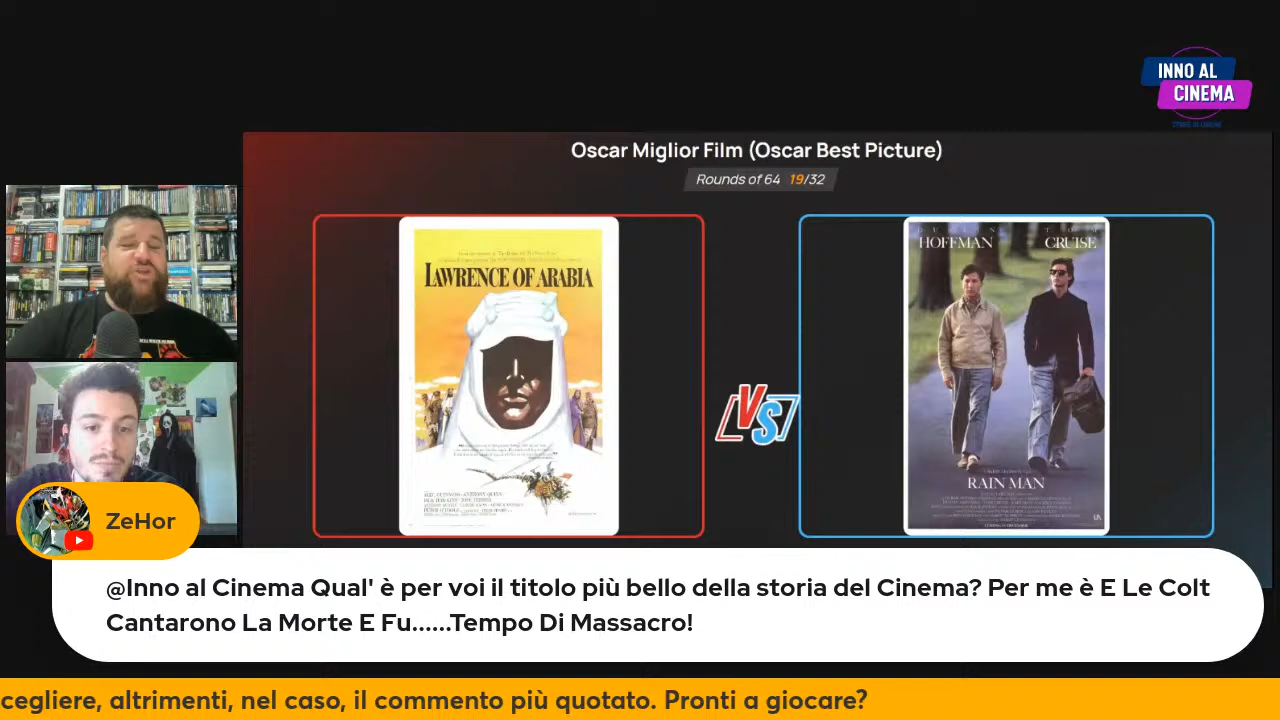 INNO AL
CINEMA
Oscar Miglior Film (Oscar Best Picture)
Rounds of 64 19/32
LAWRENCE OF ARABIA
VS
HOFFMAN CRUISE
RAIN MAN
ZeHor
@Inno al Cinema Qual' è per voi il titolo più bello della storia del Cinema? Per me è E Le Colt
Cantarono La Morte E Fu......Tempo Di Massacro!
cegliere, altrimenti, nel caso, il commento più quotato. Pronti a giocare?